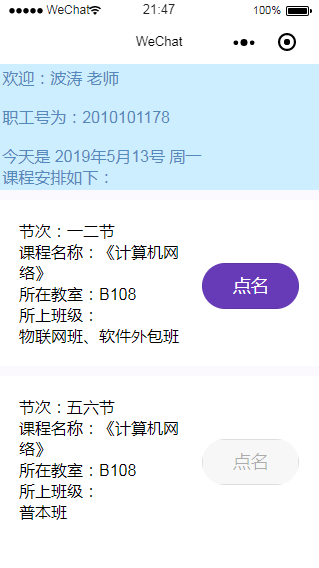 WeChat
21:47
100%
WeChat
欢迎：波涛 老师
职工号为：2010101178
今天是 2019年5月13号 周一
课程安排如下：
节次：一二节
课程名称：《计算机网
络》
所在教室：B108
所上班级：
物联网班、软件外包班
点名
节次：五六节
课程名称：《计算机网
络》
所在教室：B108
所上班级：
普本班
点名